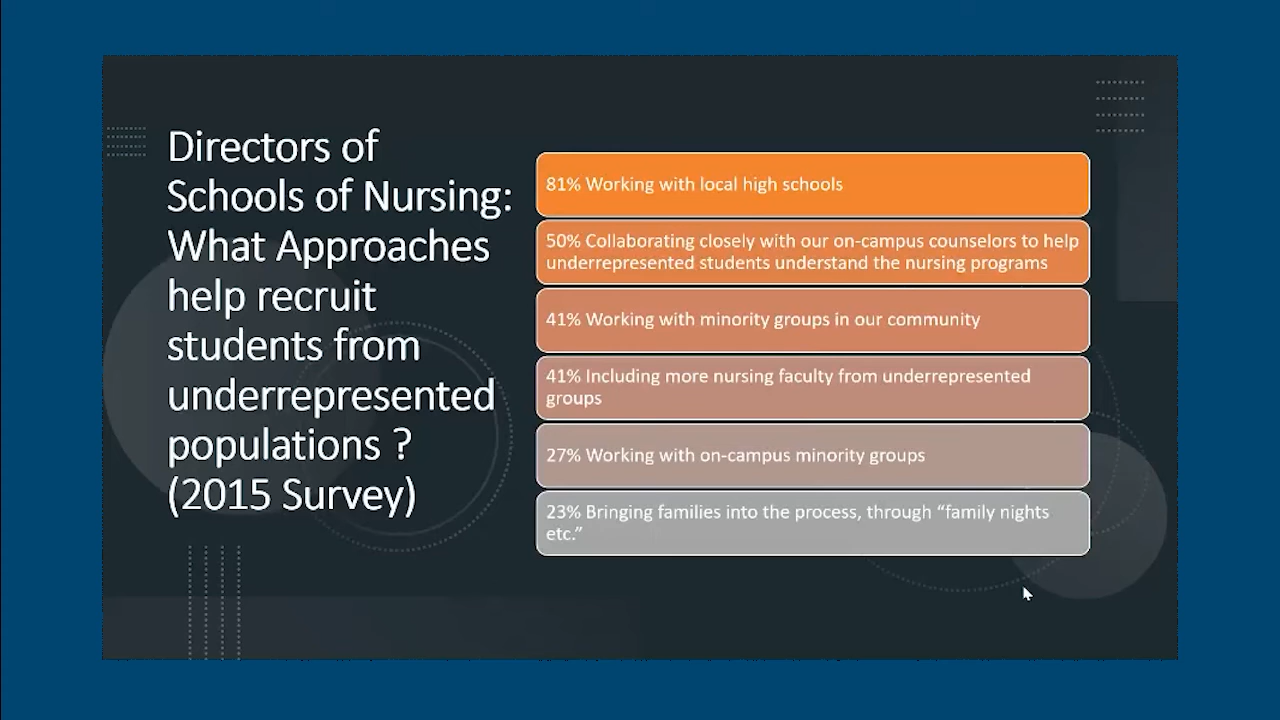 Directors of
Schools of Nursing:
What Approaches
help recruit
students from
underrepresented
populations ?
(2015 Survey)
81% Working with local high schools
50% Collaborating closely with our on-campus counselors to help
underrepresented students understand the nursing programs
41% Working with minority groups in our community
41% Including more nursing faculty from underrepresented
groups
27% Working with on-campus minority groups
23% Bringing families into the process, through “family nights
etc.”